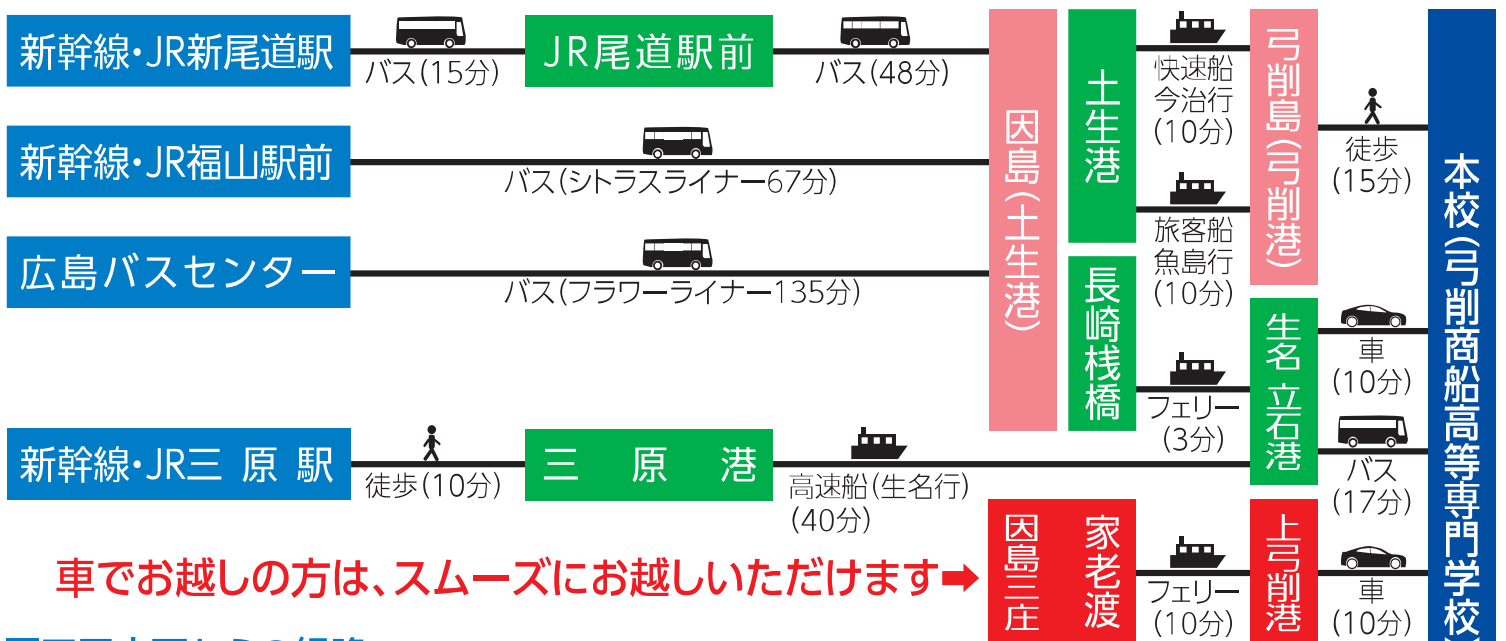 新幹線・JR新尾道駅
バス(15分)
JR尾道駅前
バス(48分)
新幹線・JR福山駅前
バス(シトラスライナー67分)
広島バスセンター
バス(フラワーライナー135分)
因島(土生港)
土生港
快速船
今治行
(10分)
旅客船
魚島行
(10分)
弓削島(弓削港)
徒歩
(15分)
長崎桟橋
フェリー
(3分)
新幹線・JR三原駅
徒歩(10分)
三原港
高速船(生名行)
(40分)
生名 立石港
車
(10分)
バス
(17分)
車でお越しの方は、スムーズにお越しいただけます➡
因島三庄
家老渡
フェリー
(10分)
上弓削港
車
(10分)
本校(弓削商船高等専門学校)